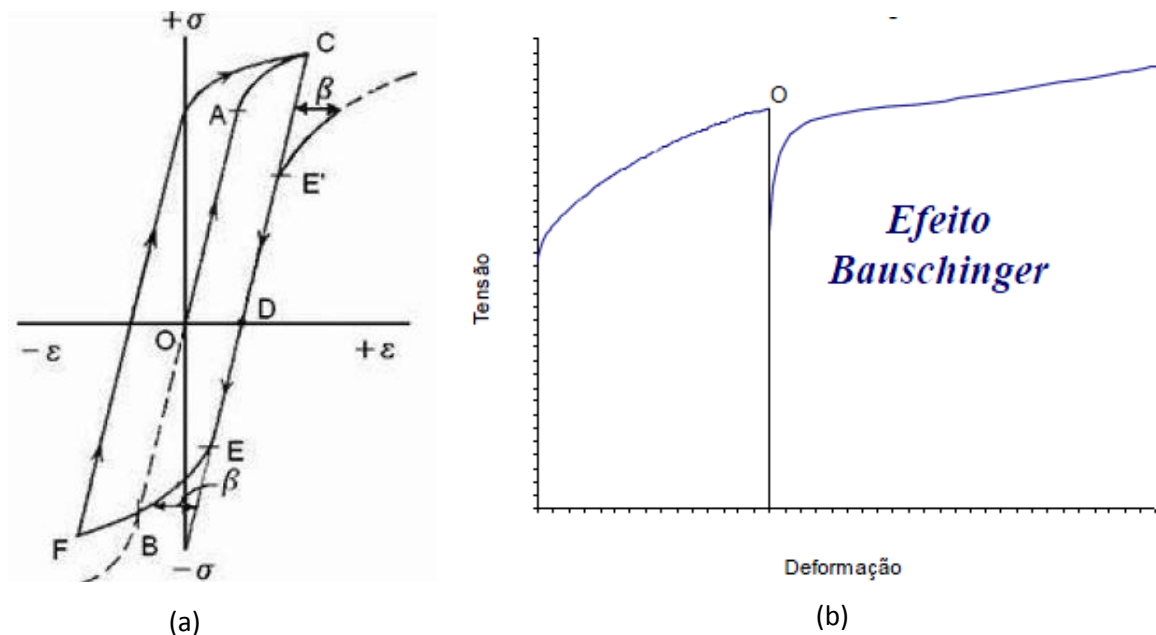 +σ
C
β
A
E'
D
O
−ε
+ε
E
β
F
B
−σ
(a)
O
Efeito
Bauschinger
Tensão
Deformação
(b)